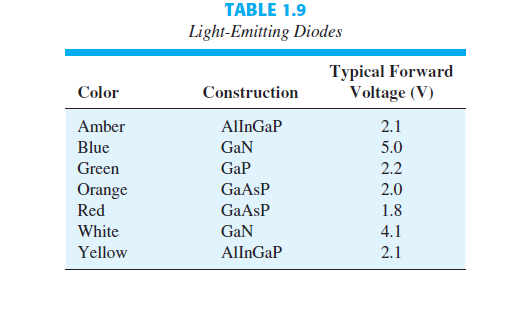 TABLE 1.9
Light-Emitting Diodes
Typical Forward
Color Construction Voltage (V)
Amber AlInGaP 2.1
Blue GaN 5.0
Green GaP 2.2
Orange GaAsP 2.0
Red GaAsP 1.8
White GaN 4.1
Yellow AlInGaP 2.1